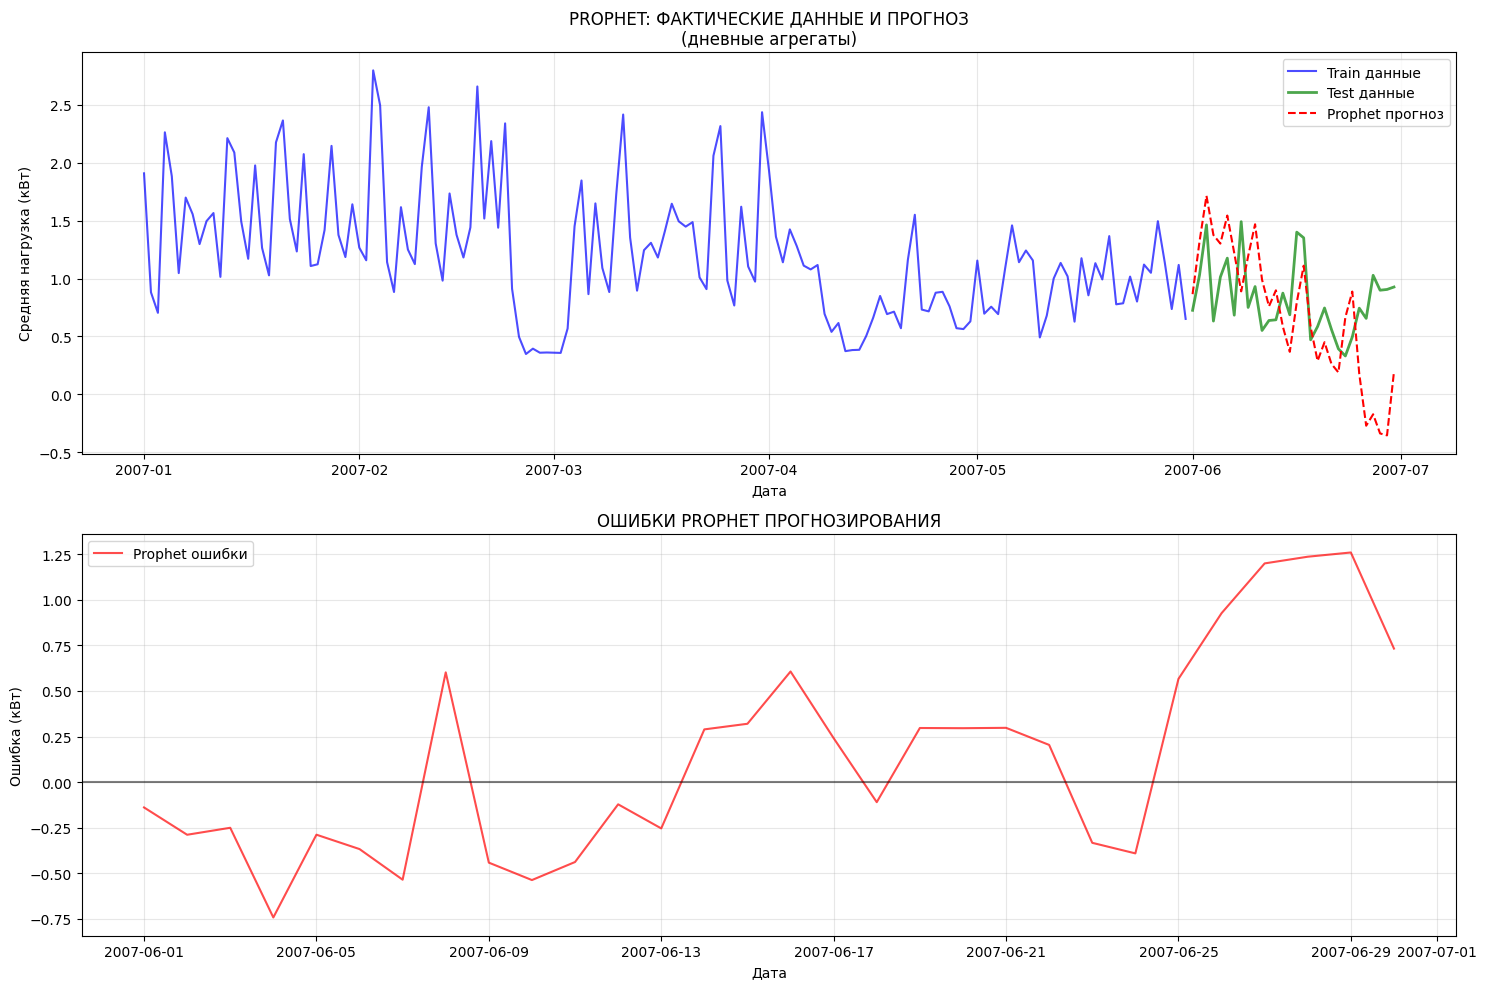 PROPHET: ФАКТИЧЕСКИЕ ДАННЫЕ И ПРОГНОЗ
(дневные агрегаты)
Train данные
Test данные
Prophet прогноз
Средняя нагрузка (кВт)
2.5
2.0
1.5
1.0
0.5
0.0
−0.5
2007-01 2007-02 2007-03 2007-04 2007-05 2007-06 2007-07
Дата
ОШИБКИ PROPHET ПРОГНОЗИРОВАНИЯ
Prophet ошибки
Ошибка (кВт)
1.25
1.00
0.75
0.50
0.25
0.00
−0.25
−0.50
−0.75
2007-06-01 2007-06-05 2007-06-09 2007-06-13 2007-06-17 2007-06-21 2007-06-25 2007-06-29 2007-07-01
Дата